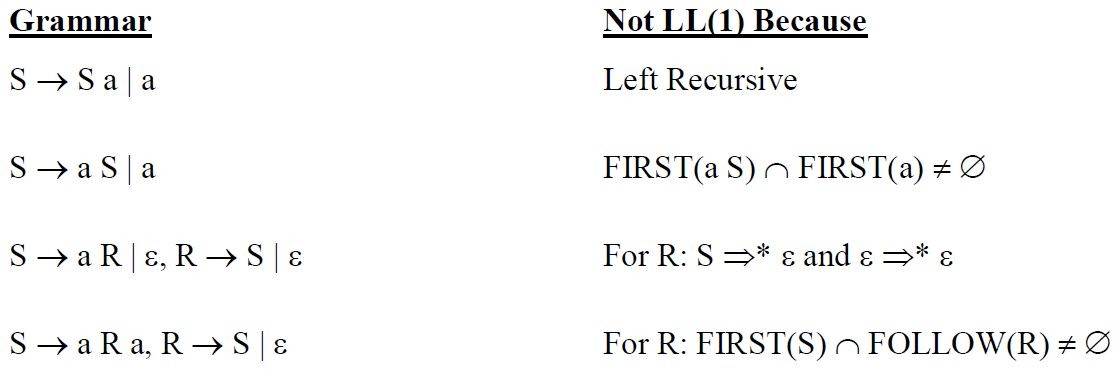 Grammar Not LL(1) Because
S → S a | a Left Recursive
S → a S | a FIRST(a S) ∩ FIRST(a) ≠ ∅
S → a R | ε, R → S | ε For R: S ⇒* ε and ε ⇒* ε
S → a R a, R → S | ε For R: FIRST(S) ∩ FOLLOW(R) ≠ ∅